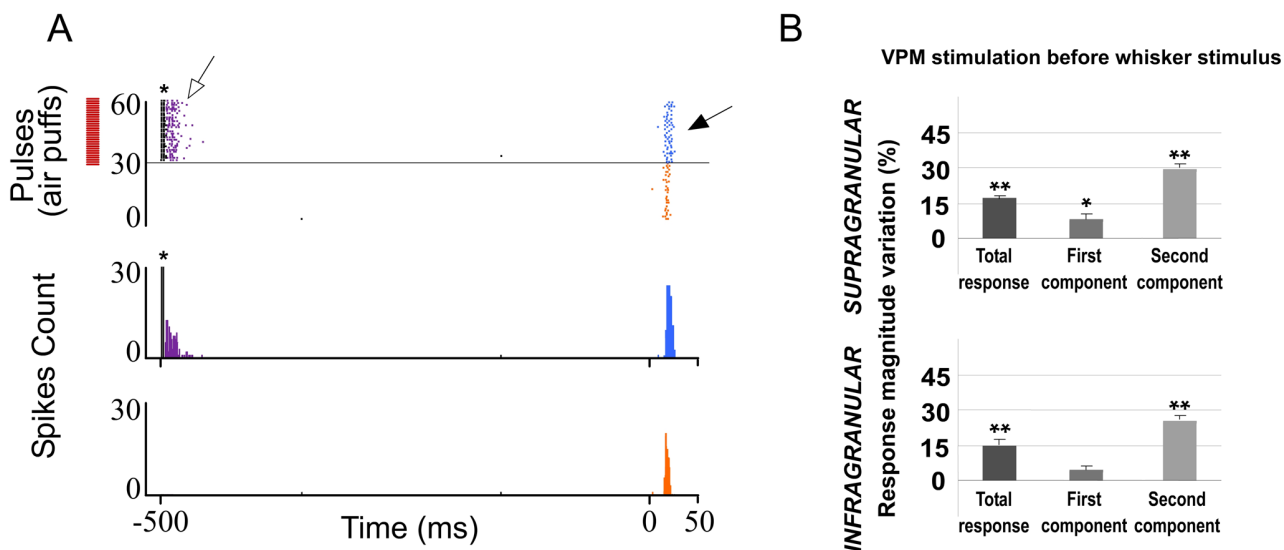 A
*
Pulses
(air puffs)
60
30
0
*
Spikes Count
30
0
30
0
-500
0
50
Time (ms)
B
VPM stimulation before whisker stimulus
SUPRAGRANULAR
INFRAGRANULAR
Response magnitude variation (%)
45
30
15
0
**
*
**
Total
response
First
component
Second
component
45
30
15
0
**
**
Total
response
First
component
Second
component